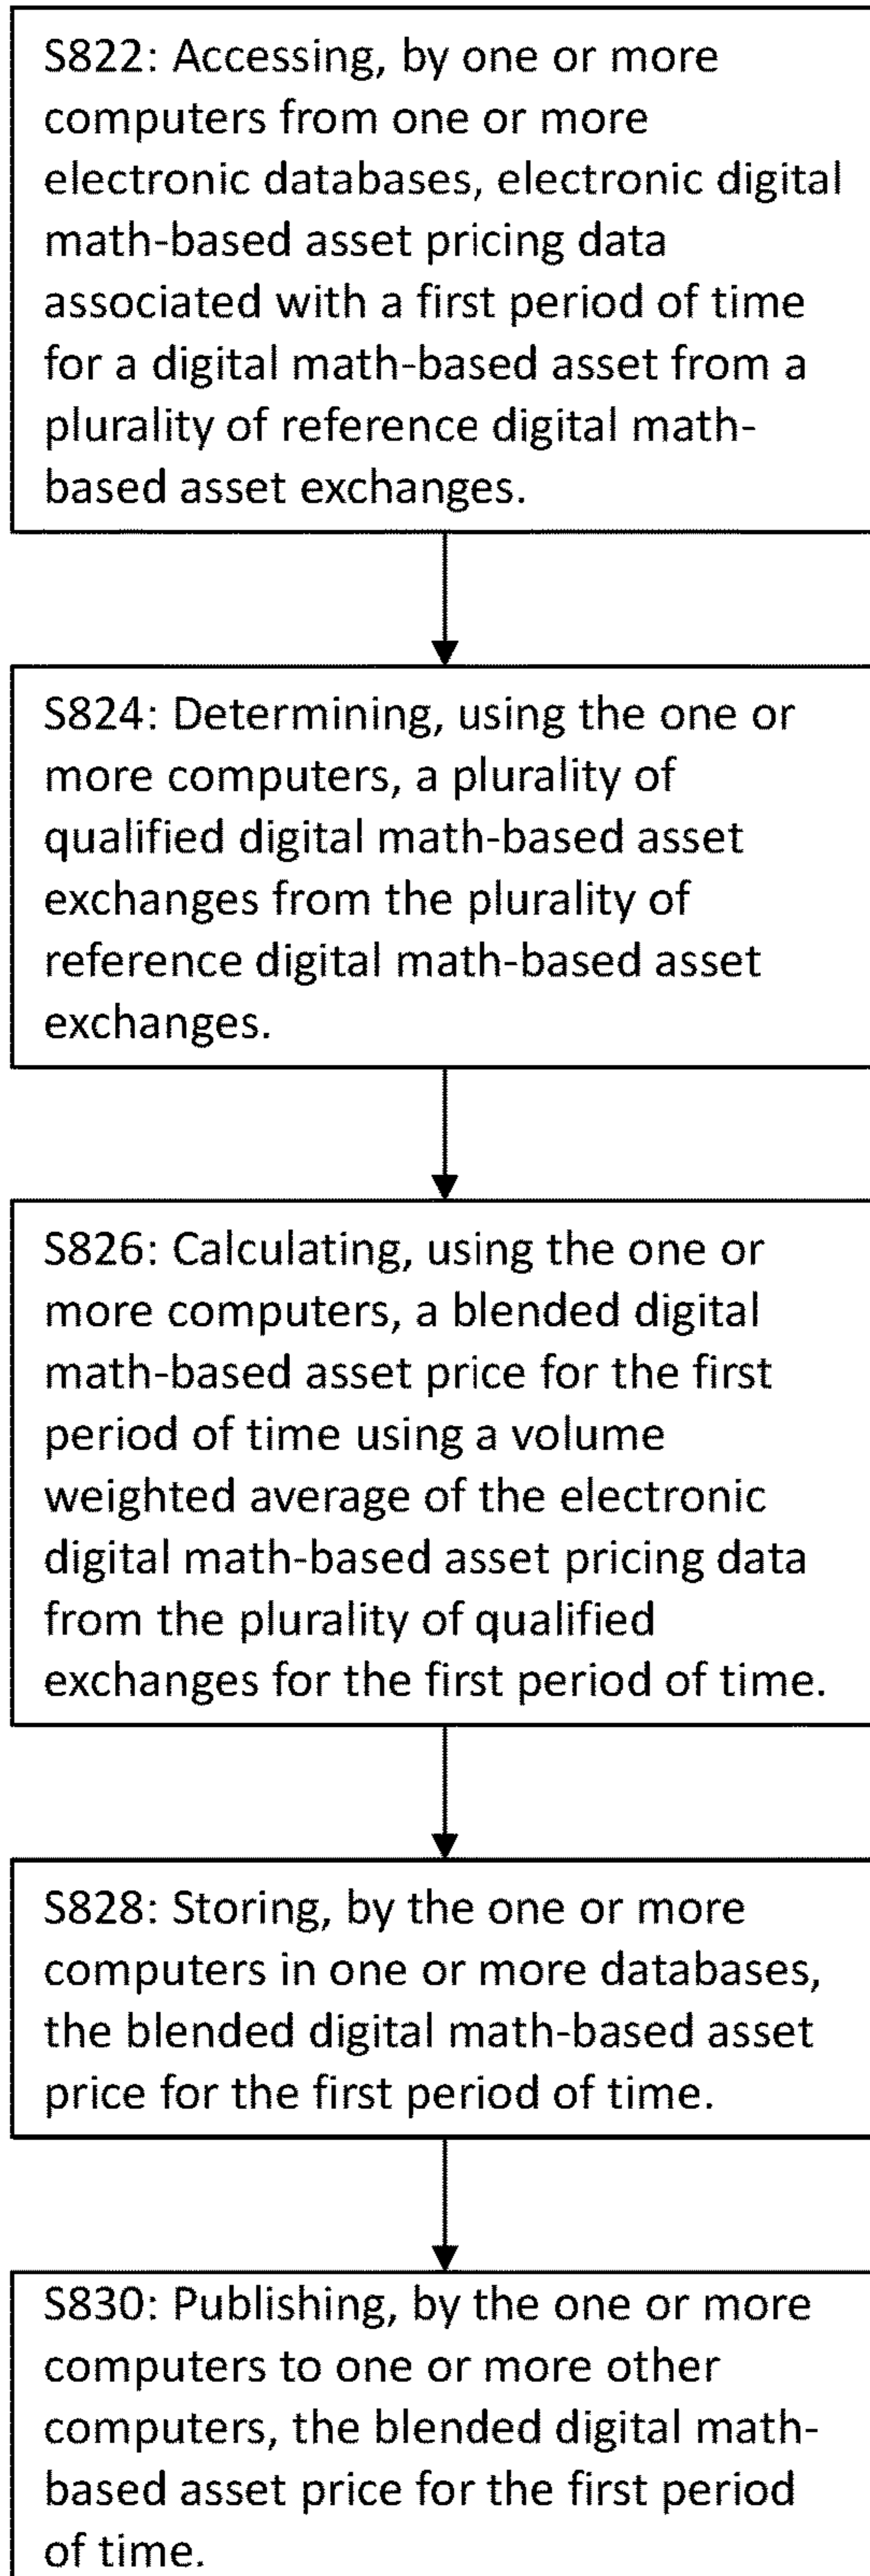 S822: Accessing, by one or more
computers from one or more
electronic databases, electronic digital
math-based asset pricing data
associated with a first period of time
for a digital math-based asset from a
plurality of reference digital math-
based asset exchanges.
S824: Determining, using the one or
more computers, a plurality of
qualified digital math-based asset
exchanges from the plurality of
reference digital math-based asset
exchanges.
S826: Calculating, using the one or
more computers, a blended digital
math-based asset price for the first
period of time using a volume
weighted average of the electronic
digital math-based asset pricing data
from the plurality of qualified
exchanges for the first period of time.
S828: Storing, by the one or more
computers in one or more databases,
the blended digital math-based asset
price for the first period of time.
S830: Publishing, by the one or more
computers to one or more other
computers, the blended digital math-
based asset price for the first period
of time.